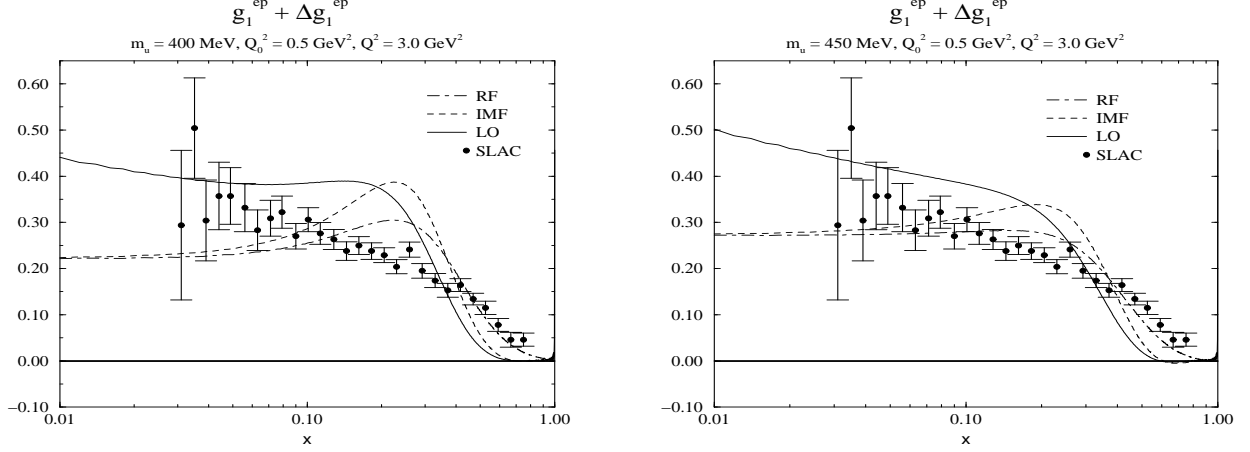 g₁ᵉᵖ + Δg₁ᵉᵖ
mᵤ = 400 MeV, Q₀² = 0.5 GeV², Q² = 3.0 GeV²
0.60
0.50
0.40
0.30
0.20
0.10
0.00
−0.10
0.01
0.10
1.00
x
RF
IMF
LO
SLAC
g₁ᵉᵖ + Δg₁ᵉᵖ
mᵤ = 450 MeV, Q₀² = 0.5 GeV², Q² = 3.0 GeV²
0.60
0.50
0.40
0.30
0.20
0.10
0.00
−0.10
0.01
0.10
1.00
x
RF
IMF
LO
SLAC